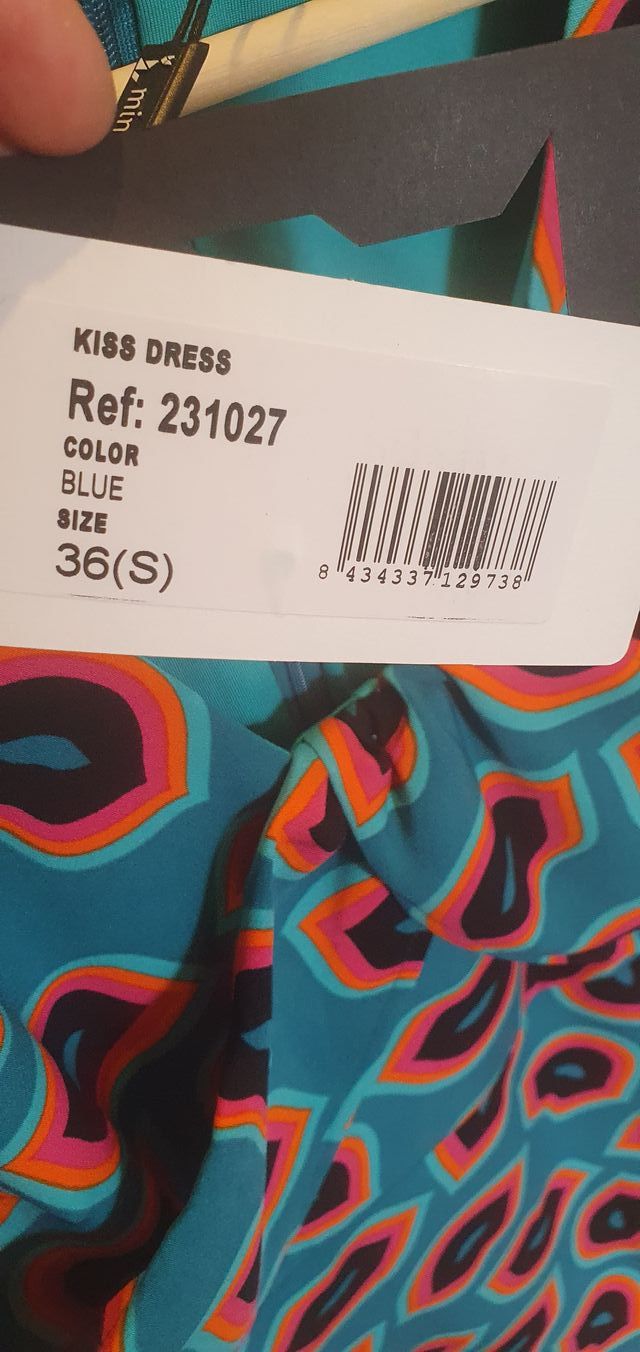 KISS DRESS
Ref: 231027
COLOR
BLUE
SIZE
36(S)
8 434337 129738